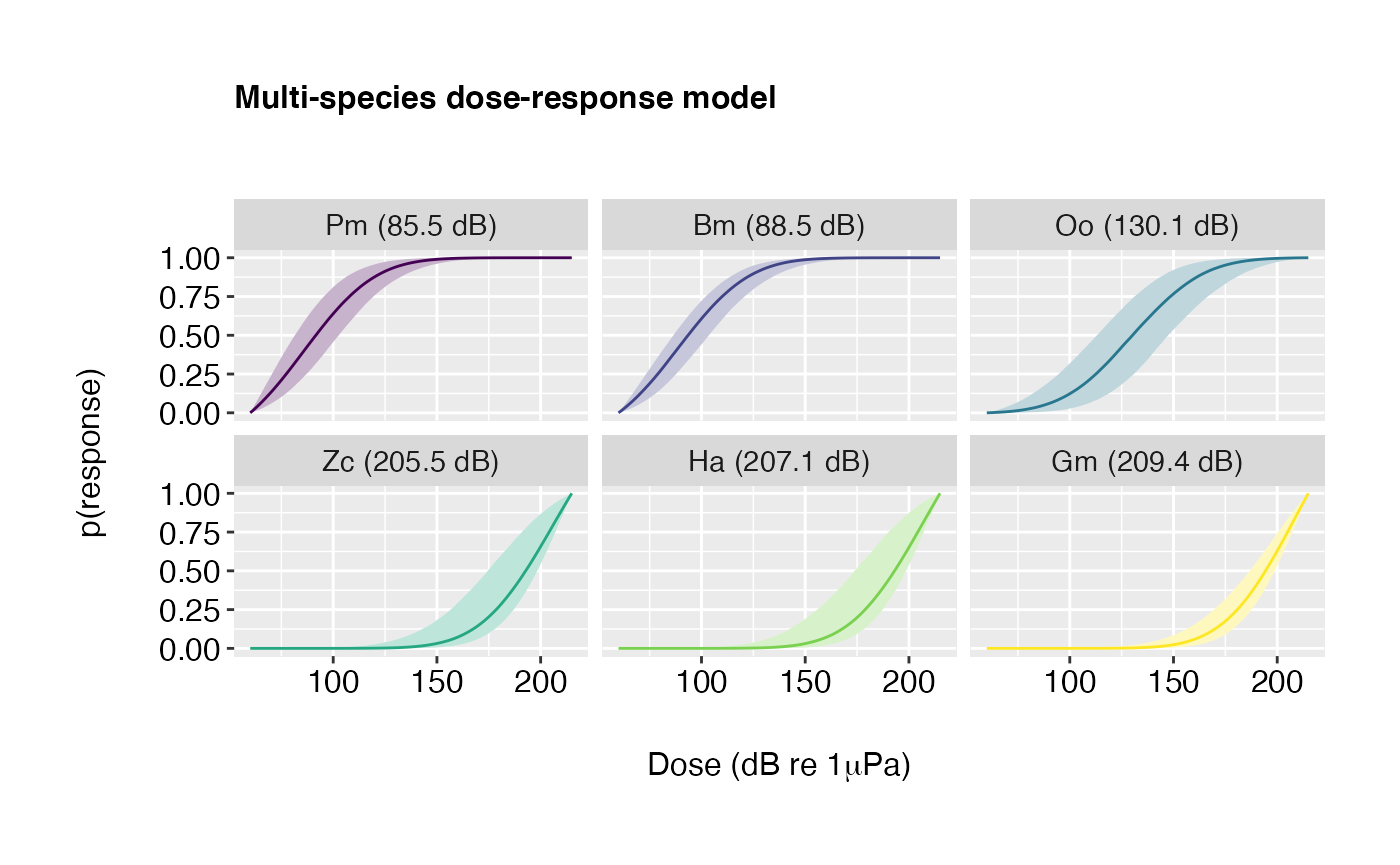 Multi-species dose-response model
Pm (85.5 dB)
Bm (88.5 dB)
Oo (130.1 dB)
1.00
0.75
0.50
0.25
0.00
Zc (205.5 dB)
Ha (207.1 dB)
Gm (209.4 dB)
1.00
0.75
0.50
0.25
0.00
100 150 200
100 150 200
100 150 200
p(response)
Dose (dB re 1μPa)